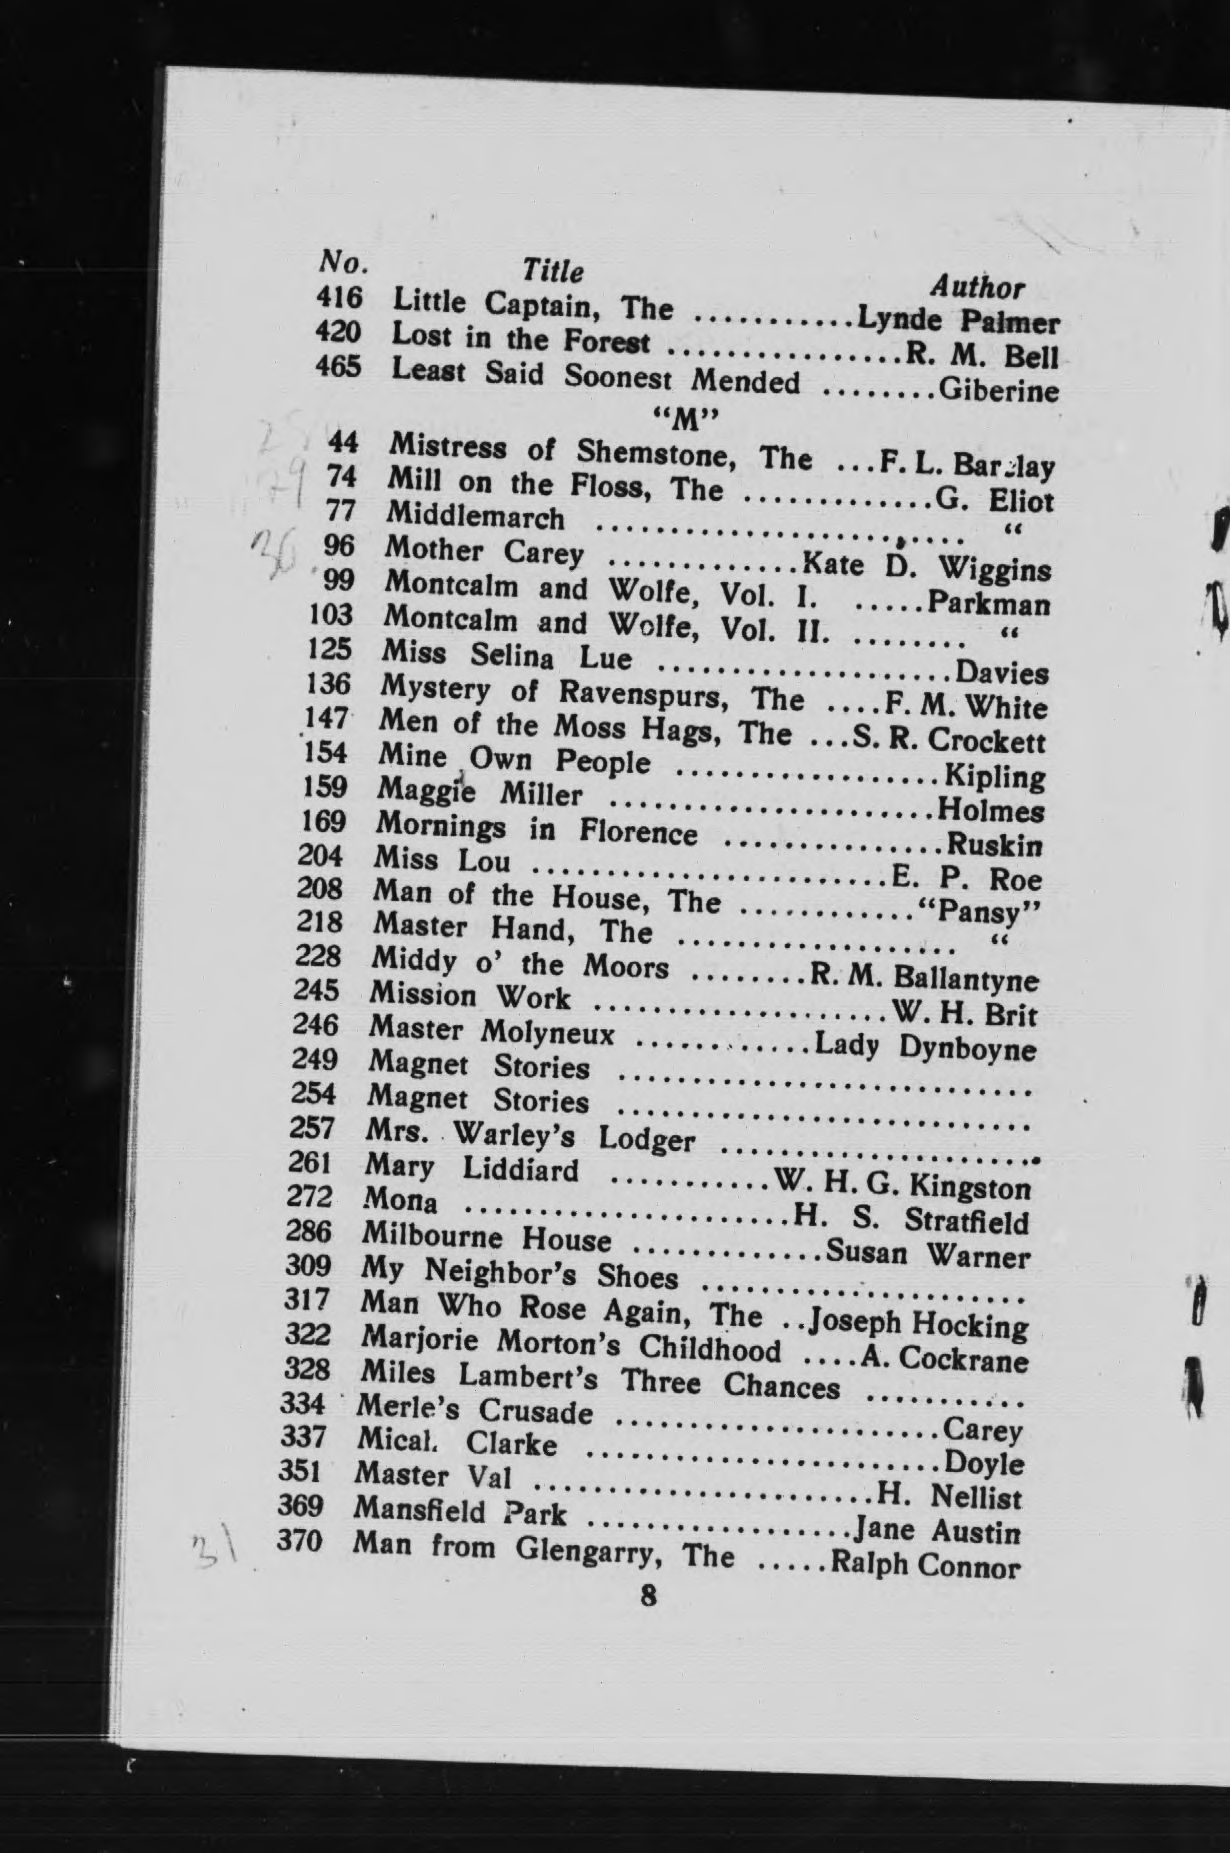 No. Title Author
416 Little Captain, The ...........Lynde Palmer
420 Lost in the Forest ................R. M. Bell
465 Least Said Soonest Mended ........Giberine
“M”
44 Mistress of Shemstone, The ...F. L. Barclay
74 Mill on the Floss, The .............G. Eliot
29
77 Middlemarch ......................... “
30
96 Mother Carey .............Kate D. Wiggins
99 Montcalm and Wolfe, Vol. I. .....Parkman
103 Montcalm and Wolfe, Vol. II. ........ “
125 Miss Selina Lue ....................Davies
136 Mystery of Ravenspurs, The ....F. M. White
147 Men of the Moss Hags, The ...S. R. Crockett
154 Mine Own People ..................Kipling
159 Maggie Miller ......................Holmes
169 Mornings in Florence ...............Ruskin
204 Miss Lou ........................E. P. Roe
208 Man of the House, The ............“Pansy”
218 Master Hand, The ................... “
228 Middy o’ the Moors ........R. M. Ballantyne
245 Mission Work ....................W. H. Brit
246 Master Molyneux ............Lady Dynboyne
249 Magnet Stories ............................
254 Magnet Stories ............................
257 Mrs. Warley’s Lodger ......................
261 Mary Liddiard ...........W. H. G. Kingston
272 Mona ......................H. S. Stratfield
286 Milbourne House .............Susan Warner
309 My Neighbor’s Shoes ......................
317 Man Who Rose Again, The ..Joseph Hocking
322 Marjorie Morton’s Childhood ....A. Cockrane
328 Miles Lambert’s Three Chances ...........
334 Merle’s Crusade ......................Carey
337 Micah Clarke ........................Doyle
351 Master Val .......................H. Nellist
369 Mansfield Park ..................Jane Austin
31
370 Man from Glengarry, The .....Ralph Connor
8